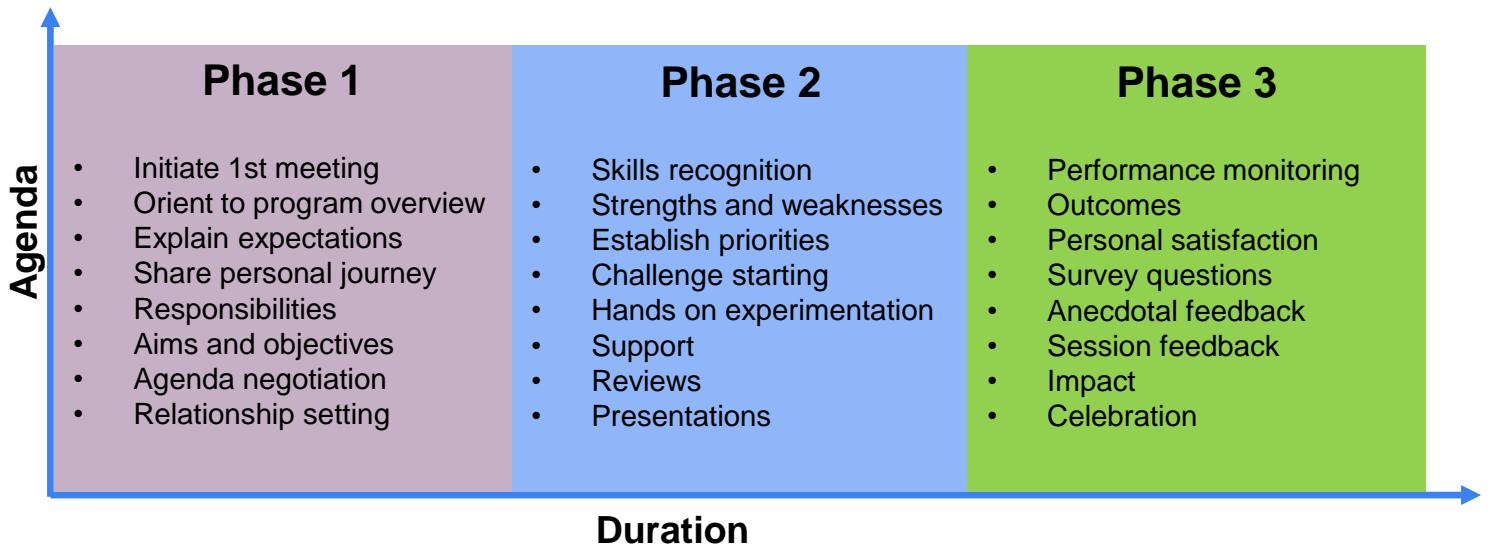 Agenda
Phase 1
• Initiate 1st meeting
• Orient to program overview
• Explain expectations
• Share personal journey
• Responsibilities
• Aims and objectives
• Agenda negotiation
• Relationship setting
Phase 2
• Skills recognition
• Strengths and weaknesses
• Establish priorities
• Challenge starting
• Hands on experimentation
• Support
• Reviews
• Presentations
Phase 3
• Performance monitoring
• Outcomes
• Personal satisfaction
• Survey questions
• Anecdotal feedback
• Session feedback
• Impact
• Celebration
Duration